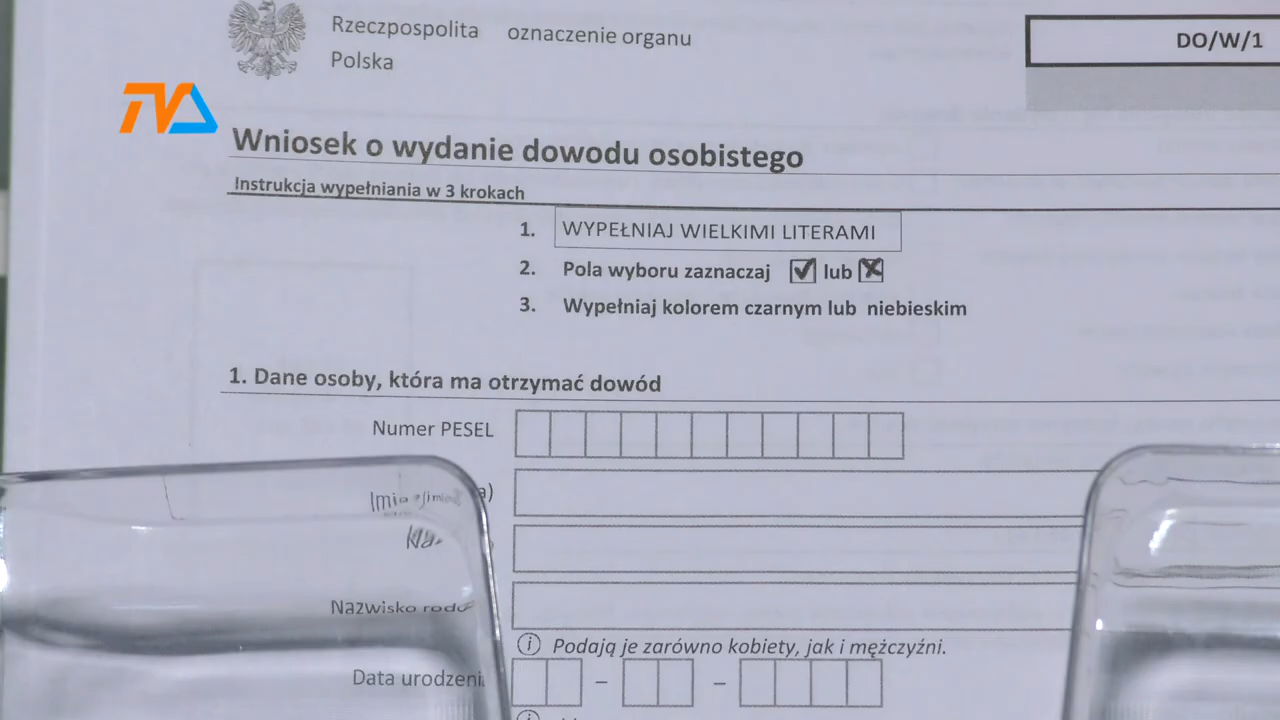 Rzeczpospolita oznaczenie organu
Polska
DO/W/1
TVA
Wniosek o wydanie dowodu osobistego
Instrukcja wypełniania w 3 krokach
1. WYPEŁNIAJ WIELKIMI LITERAMI
2. Pola wyboru zaznaczaj ☑ lub ☒
3. Wypełniaj kolorem czarnym lub niebieskim
1. Dane osoby, która ma otrzymać dowód
Numer PESEL
Nazwisko
Podają je zarówno kobiety, jak i mężczyźni.
Data urodzeni